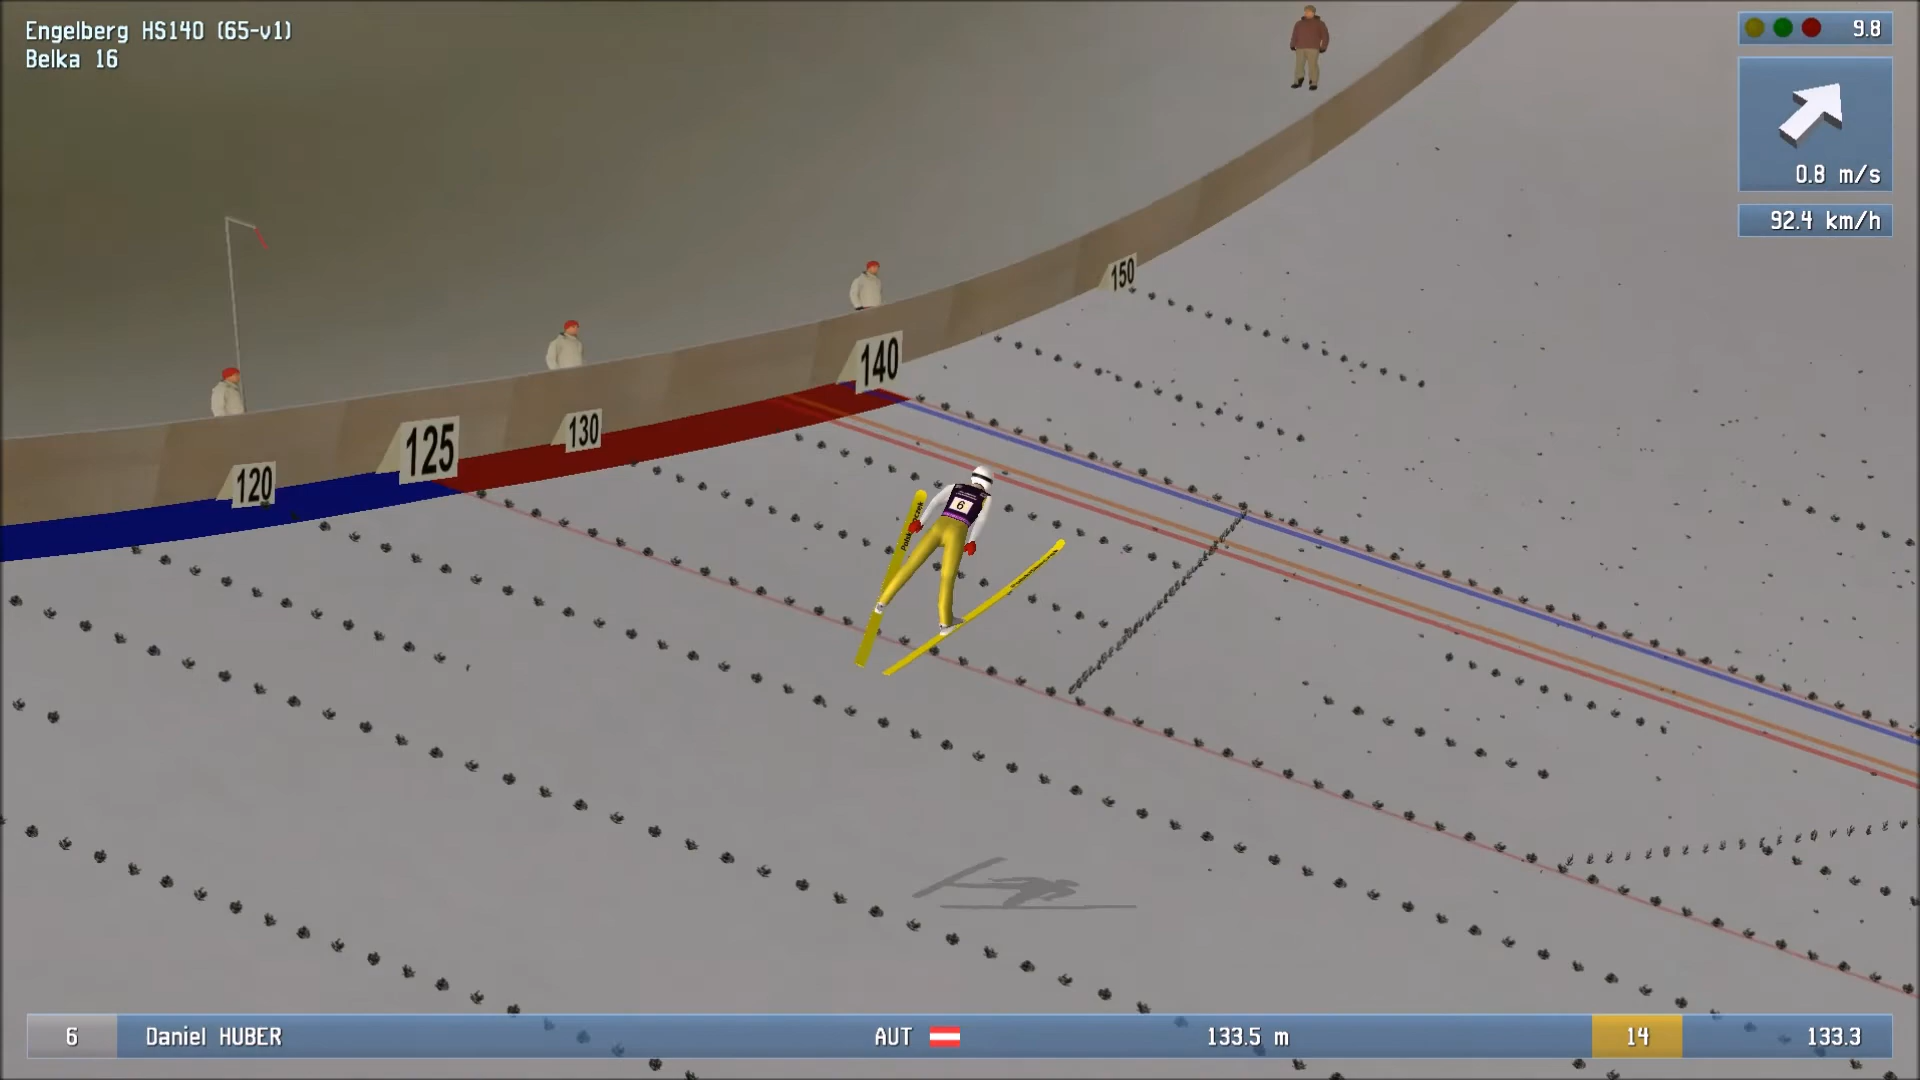 Engelberg HS140 (65-v1)
Belka 16
9.8
0.8 m/s
92.4 km/h
150
140
130
125
120
6
6 Daniel HUBER AUT 133.5 m 14 133.3